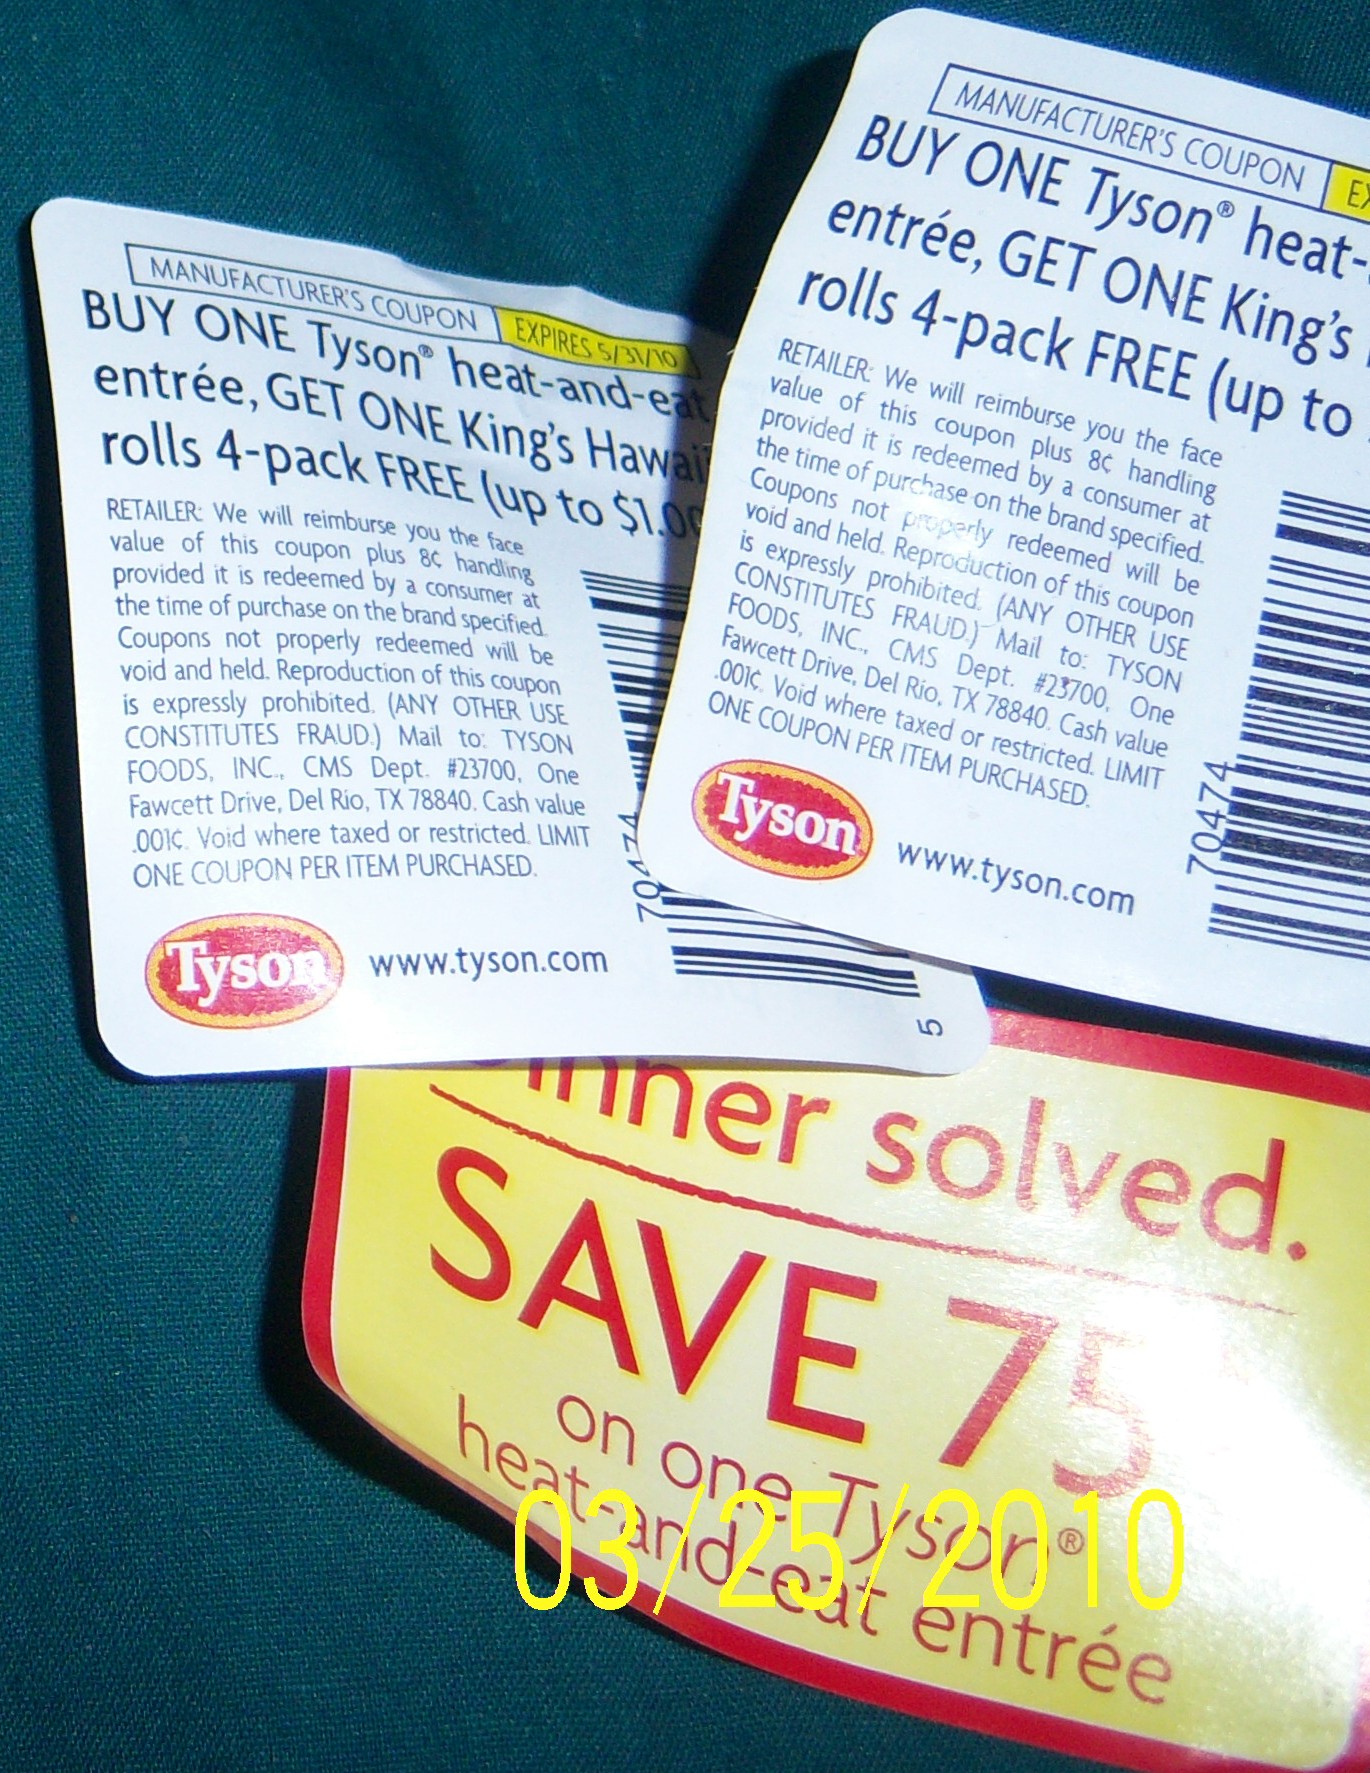 MANUFACTURER'S COUPON EXPIRES 5/31/10
BUY ONE Tyson® heat-and-eat
entrée, GET ONE King's Hawaii
rolls 4-pack FREE (up to $1.00
RETAILER: We will reimburse you the face
value of this coupon plus 8¢ handling
provided it is redeemed by a consumer at
the time of purchase on the brand specified.
Coupons not properly redeemed will be
void and held. Reproduction of this coupon
is expressly prohibited. (ANY OTHER USE
CONSTITUTES FRAUD.) Mail to: TYSON
FOODS, INC., CMS Dept. #23700, One
Fawcett Drive, Del Rio, TX 78840. Cash value
.001¢. Void where taxed or restricted. LIMIT
ONE COUPON PER ITEM PURCHASED.
70474
5
Tyson www.tyson.com
MANUFACTURER'S COUPON EX
BUY ONE Tyson® heat-
entrée, GET ONE King's
rolls 4-pack FREE (up to
RETAILER: We will reimburse you the face
value of this coupon plus 8¢ handling
provided it is redeemed by a consumer at
the time of purchase on the brand specified.
Coupons not properly redeemed will be
void and held. Reproduction of this coupon
is expressly prohibited. (ANY OTHER USE
CONSTITUTES FRAUD.) Mail to: TYSON
FOODS, INC., CMS Dept. #23700, One
Fawcett Drive, Del Rio, TX 78840. Cash value
.001¢. Void where taxed or restricted. LIMIT
ONE COUPON PER ITEM PURCHASED.
70474
Tyson www.tyson.com
inner solved.
SAVE 75
on one Tyson®
heat-and-eat entrée
03/25/2010